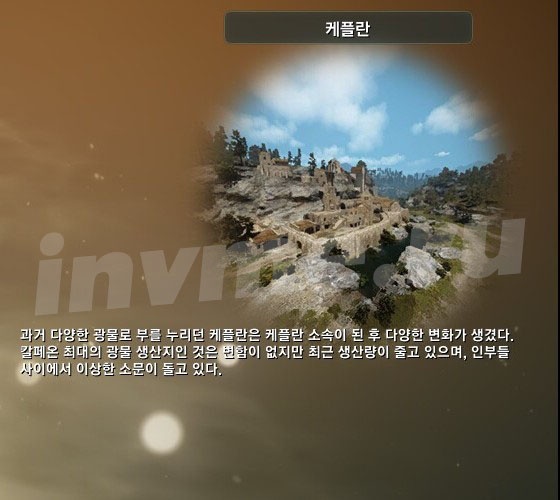 케플란
과거 다양한 광물로 부를 누리던 케플란은 케플란 소속이 된 후 다양한 변화가 생겼다.
칼페온 최대의 광물 생산지인 것은 변함이 없지만 최근 생산량이 줄고 있으며, 인부들
사이에서 이상한 소문이 돌고 있다.